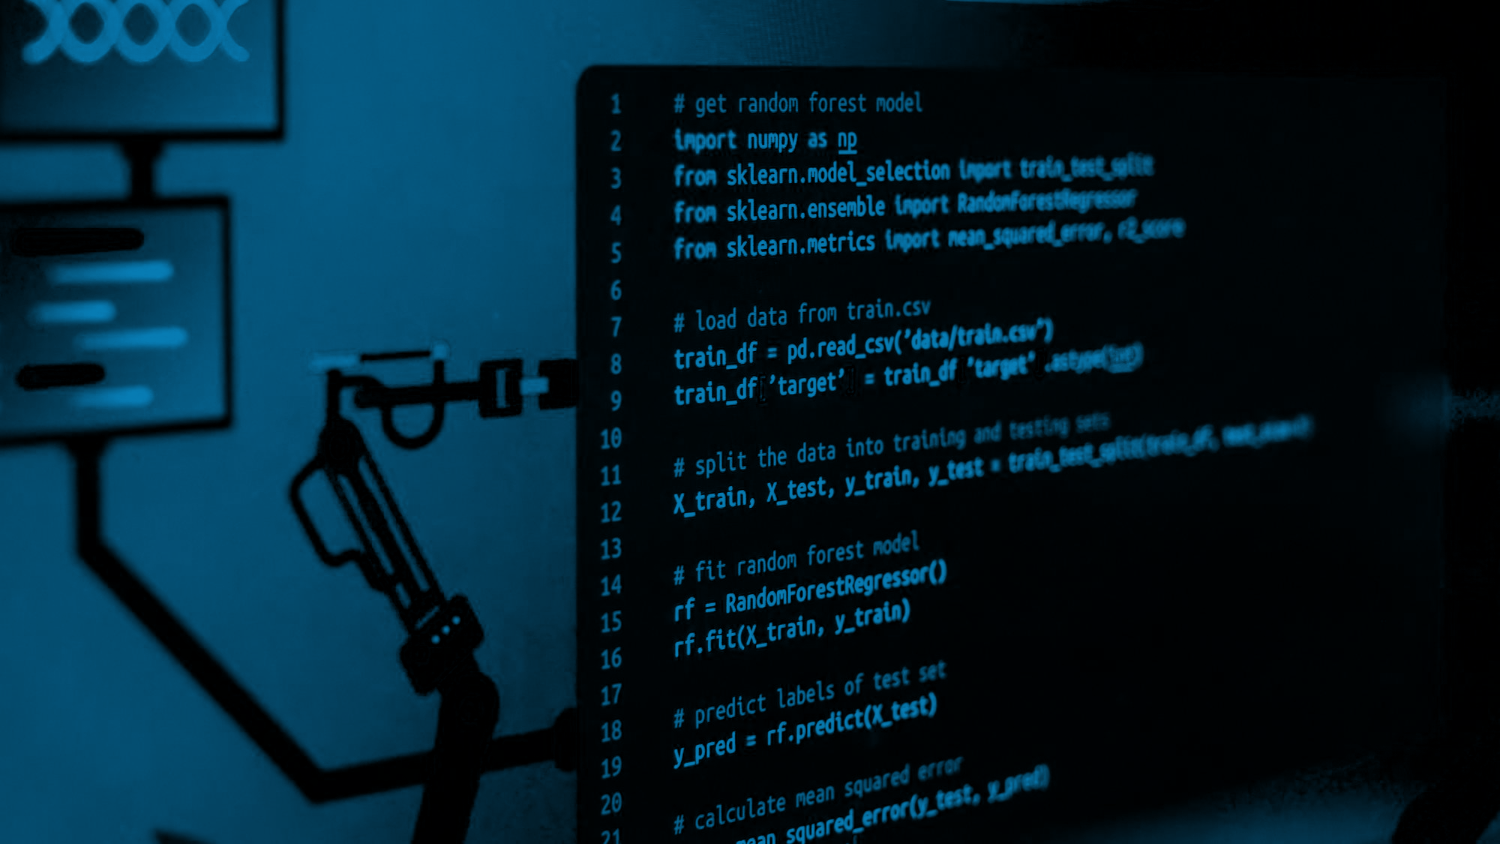 1 # get random forest model
2 import numpy as np
3 from sklearn.model_selection import train_test_split
4 from sklearn.ensemble import RandomForestRegressor
5 from sklearn.metrics import mean_squared_error, r2_score
6
7 # load data from train.csv
8 train_df = pd.read_csv('data/train.csv')
9 train_df['target'] = train_df 'target' .astype(int)
10
11 # split the data into training and testing sets
12 X_train, X_test, y_train, y_test = train_test_split(train_df,
13
14 # fit random forest model
15 rf = RandomForestRegressor()
16 rf.fit(X_train, y_train)
17
18 # predict labels of test set
19 y_pred = rf.predict(X_test)
20
21 # calculate mean squared error
mean_squared_error(y_test, y_pred)